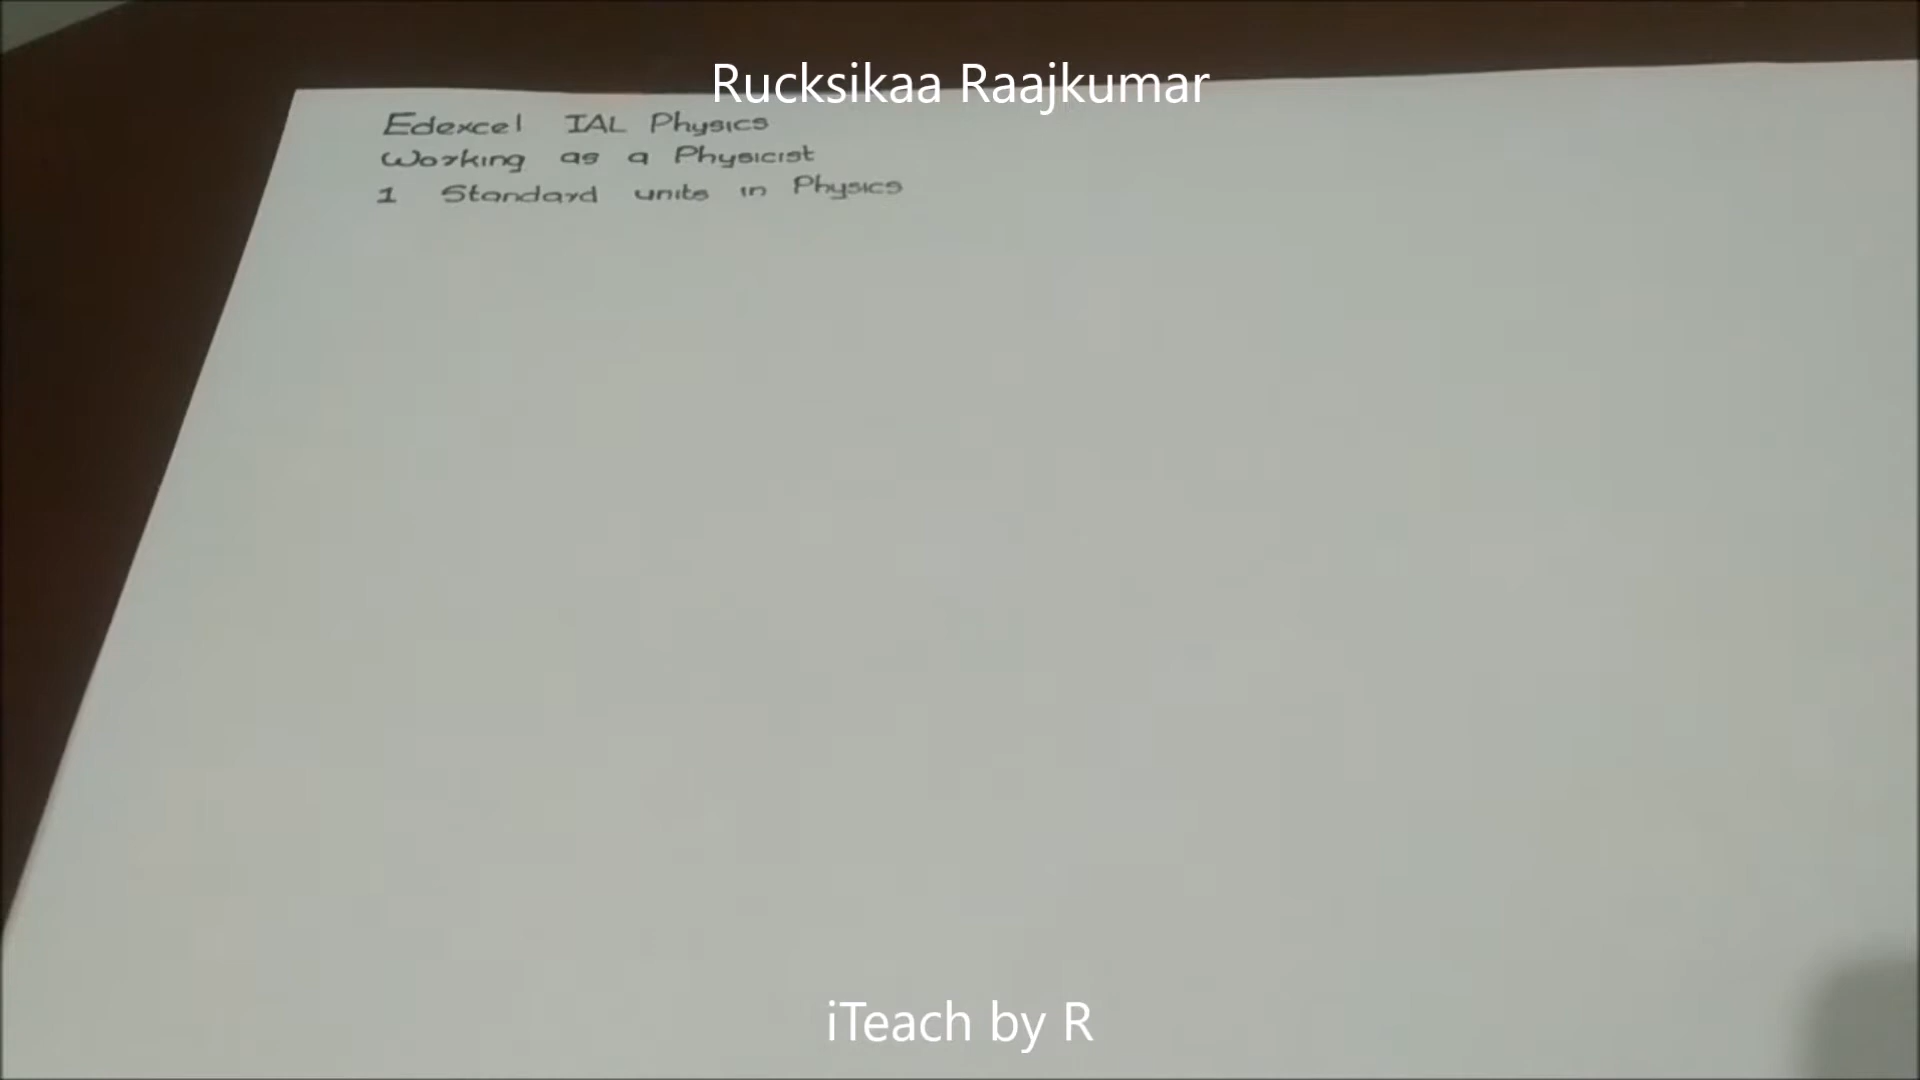 Rucksikaa Raajkumar
Edexcel IAL Physics
Working as a Physicist
1 Standard units in Physics
iTeach by R